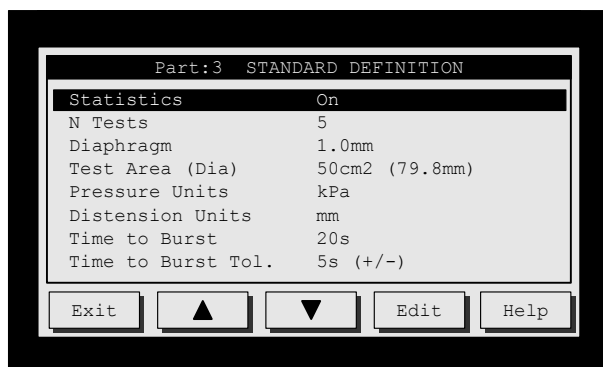 Part:3 STANDARD DEFINITION
Statistics On
N Tests 5
Diaphragm 1.0mm
Test Area (Dia) 50cm2 (79.8mm)
Pressure Units kPa
Distension Units mm
Time to Burst 20s
Time to Burst Tol. 5s (+/-)
Exit ▲ ▼ Edit Help